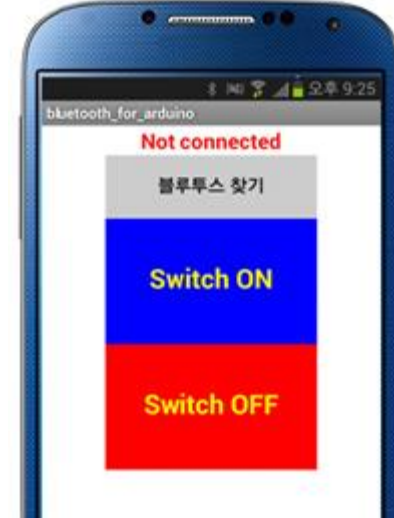 오후 9:25
bluetooth_for_arduino
Not connected
블루투스 찾기
Switch ON
Switch OFF